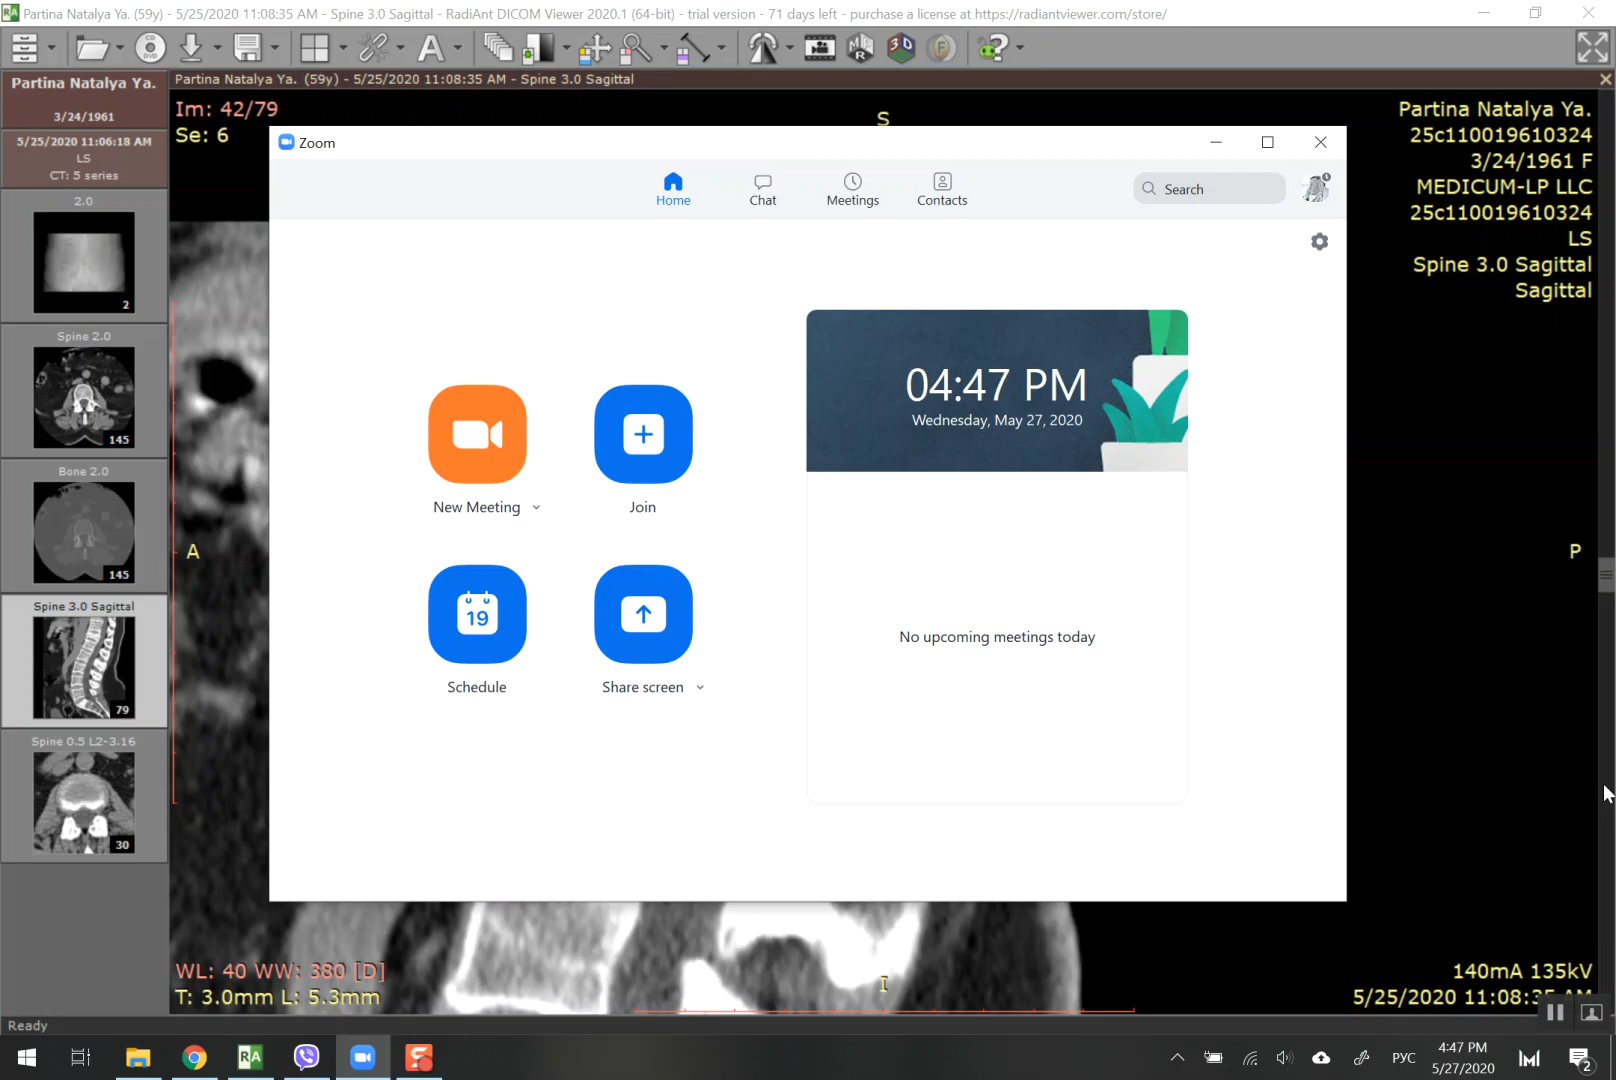 Partina Natalya Ya. (59y) - 5/25/2020 11:08:35 AM - Spine 3.0 Sagittal - RadiAnt DICOM Viewer 2020.1 (64-bit) - trial version - 71 days left - purchase a license at https://radiantviewer.com/store/
Partina Natalya Ya.
3/24/1961
5/25/2020 11:06:18 AM
LS
CT: 5 series
2.0
2
Spine 2.0
145
Bone 2.0
145
Spine 3.0 Sagittal
79
Spine 0.5 L2-3.16
30
Partina Natalya Ya. (59y) - 5/25/2020 11:08:35 AM - Spine 3.0 Sagittal
Im: 42/79
Se: 6
S
A
P
I
Partina Natalya Ya.
25c110019610324
3/24/1961 F
MEDICUM-LP LLC
25c110019610324
LS
Spine 3.0 Sagittal
Sagittal
Zoom
Home
Chat
Meetings
Contacts
Search
New Meeting
Join
19
Schedule
Share screen
04:47 PM
Wednesday, May 27, 2020
No upcoming meetings today
WL: 40 WW: 380 [D]
T: 3.0mm L: 5.3mm
140mA 135kV
5/25/2020 11:08:35 AM
Ready
РУС
4:47 PM
5/27/2020
2